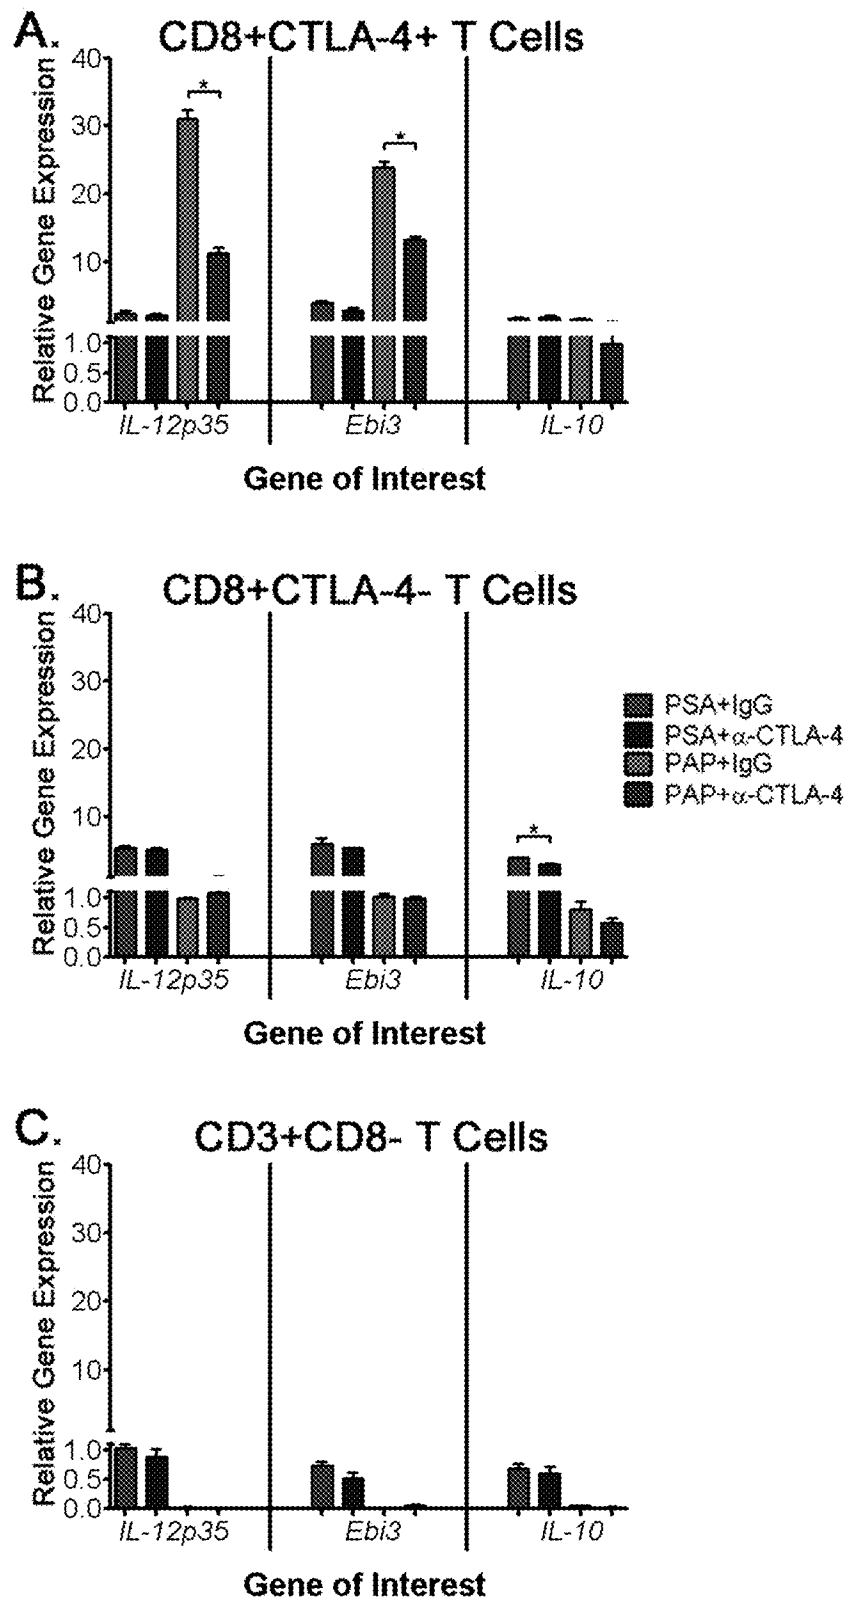 A.
CD8+CTLA-4+ T Cells
Relative Gene Expression
40
30
20
10
1.0
0.5
0.0
*
*
IL-12p35
Ebi3
IL-10
Gene of Interest
B.
CD8+CTLA-4- T Cells
Relative Gene Expression
40
30
20
10
1.0
0.5
0.0
*
IL-12p35
Ebi3
IL-10
Gene of Interest
PSA+IgG
PSA+α-CTLA-4
PAP+IgG
PAP+α-CTLA-4
C.
CD3+CD8- T Cells
Relative Gene Expression
40
30
20
10
1.0
0.5
0.0
IL-12p35
Ebi3
IL-10
Gene of Interest